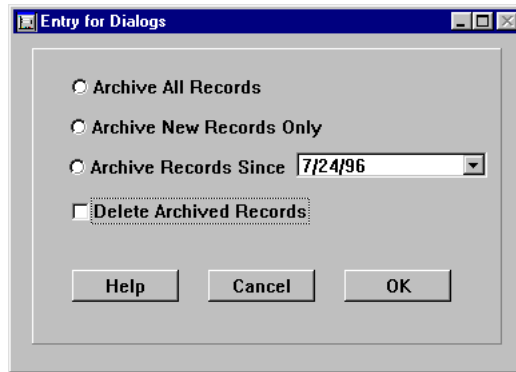 Entry for Dialogs
Archive All Records
Archive New Records Only
Archive Records Since 7/24/96
Delete Archived Records
Help Cancel OK